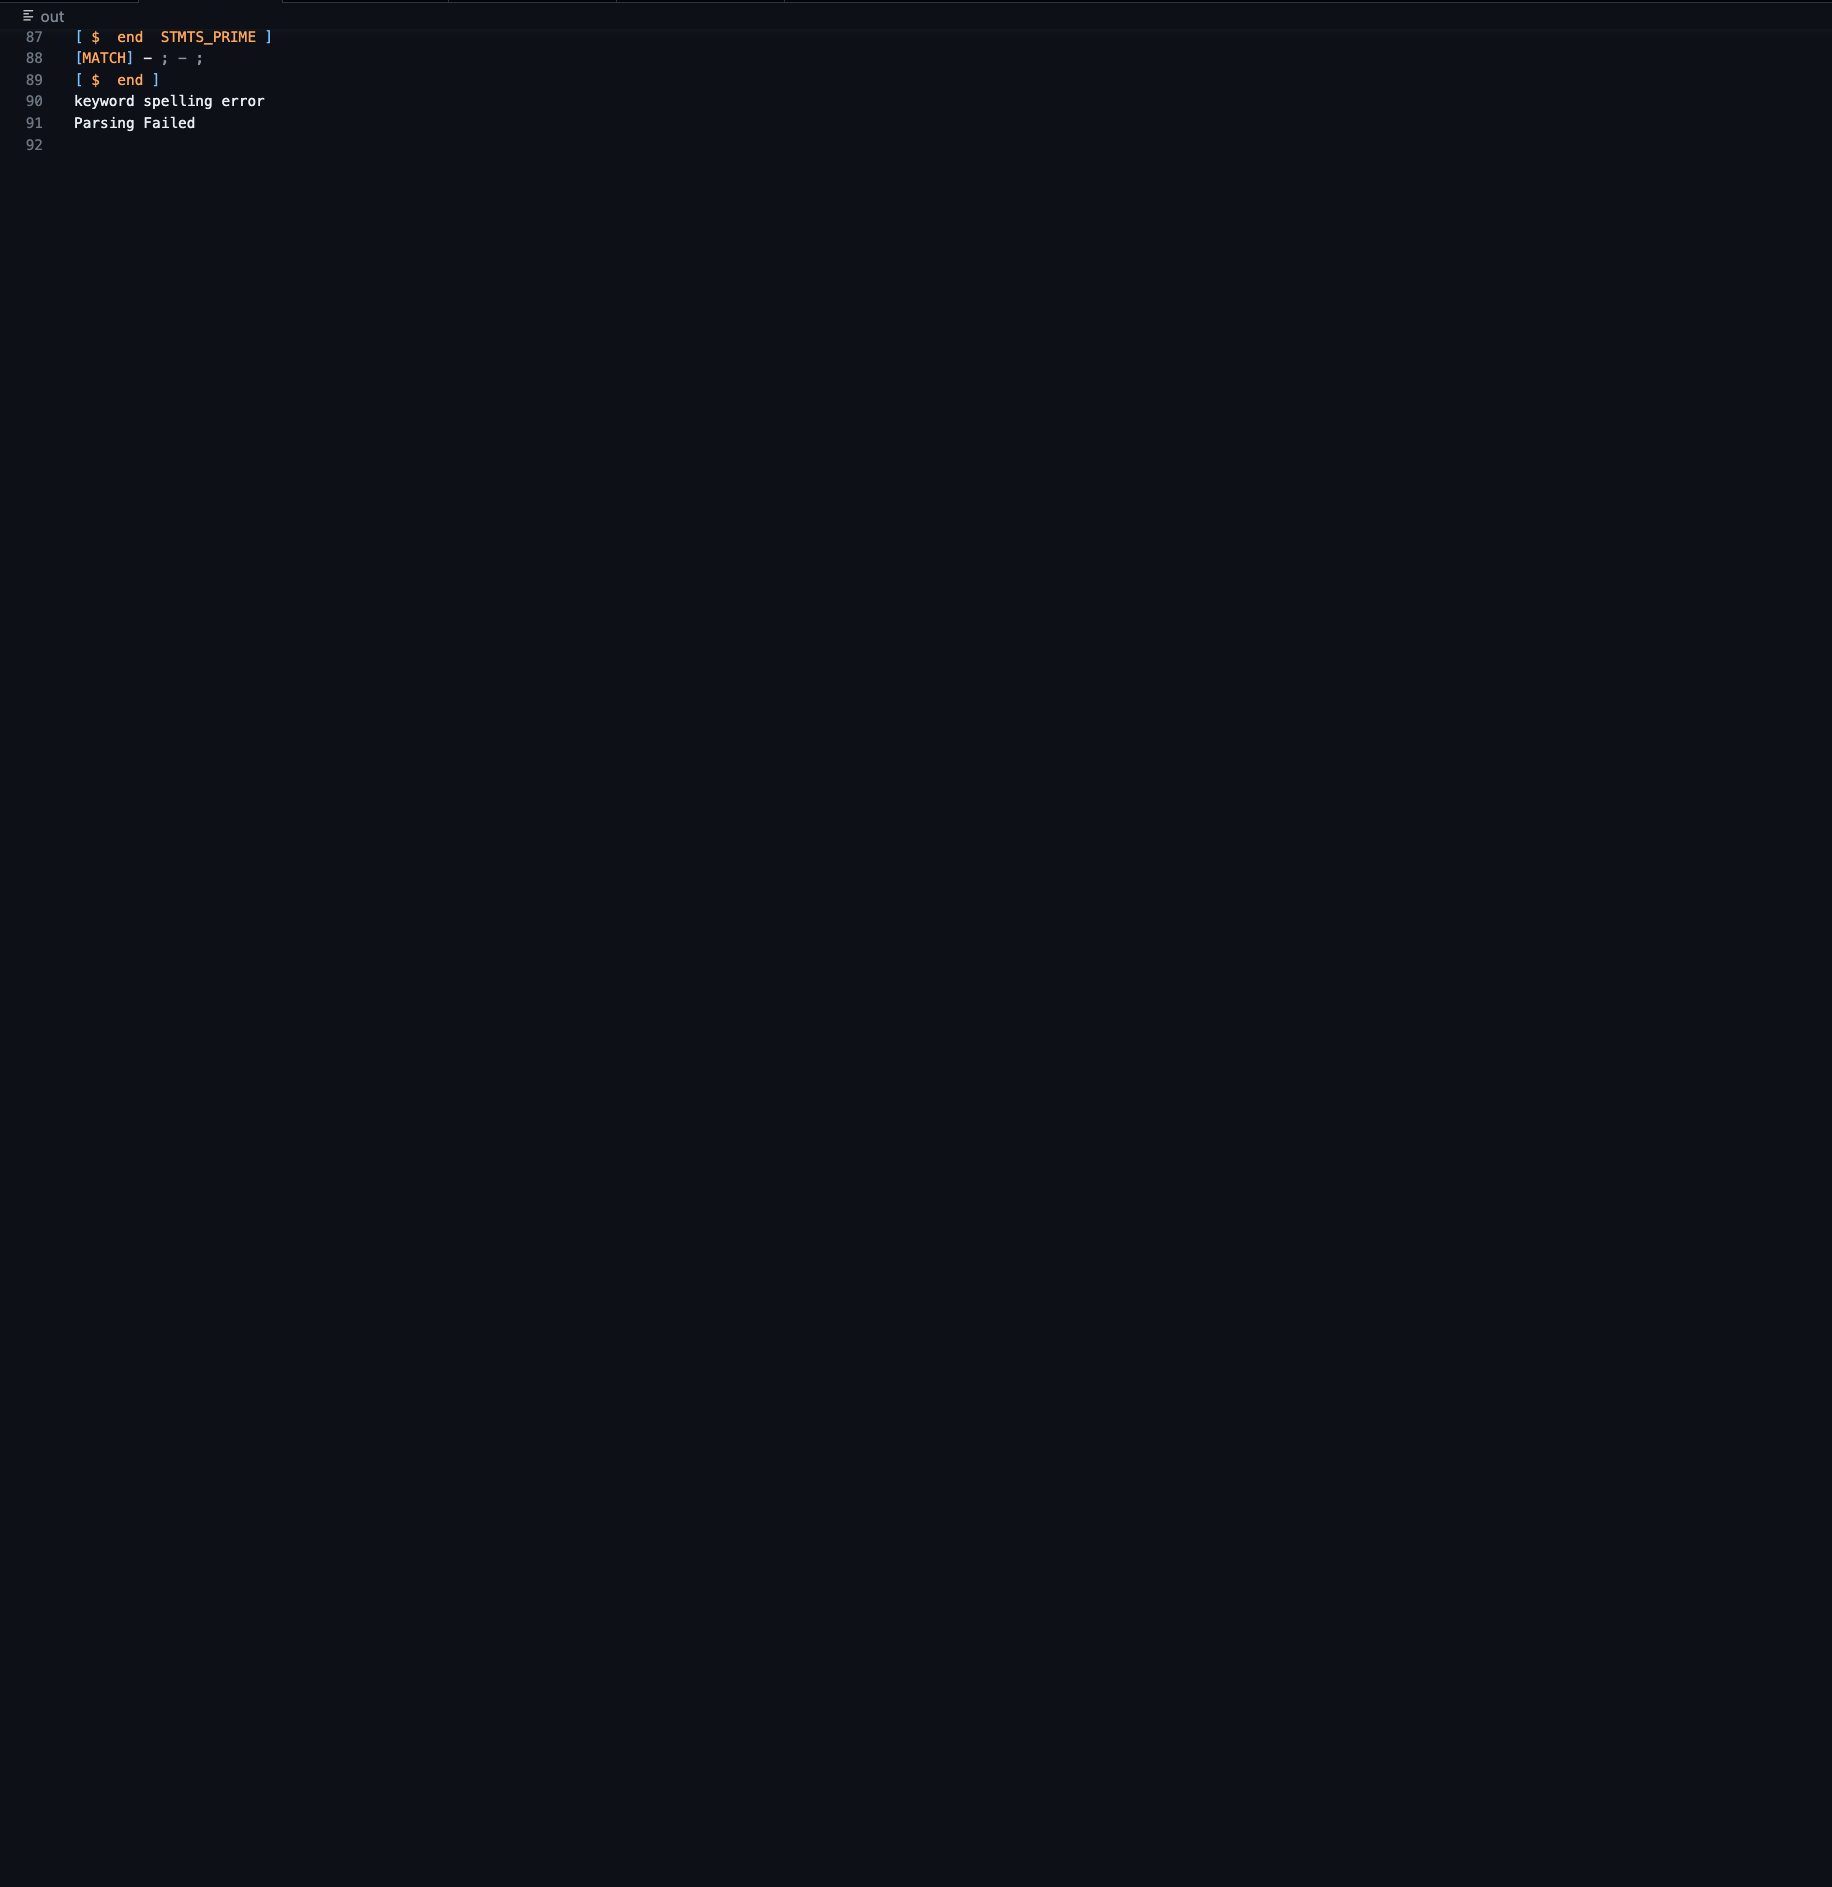 out
87 [ $ end STMTS_PRIME ]
88 [MATCH] - ; - ;
89 [ $ end ]
90 keyword spelling error
91 Parsing Failed
92